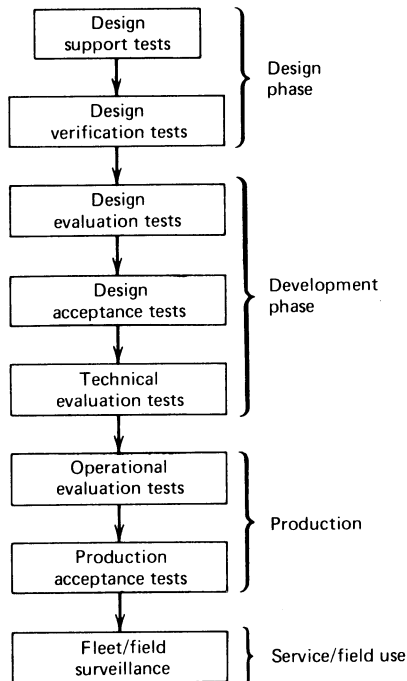 Design
support tests
Design
phase
Design
verification tests
Design
evaluation tests
Design
acceptance tests
Development
phase
Technical
evaluation tests
Operational
evaluation tests
Production
Production
acceptance tests
Fleet/field
surveillance
Service/field use